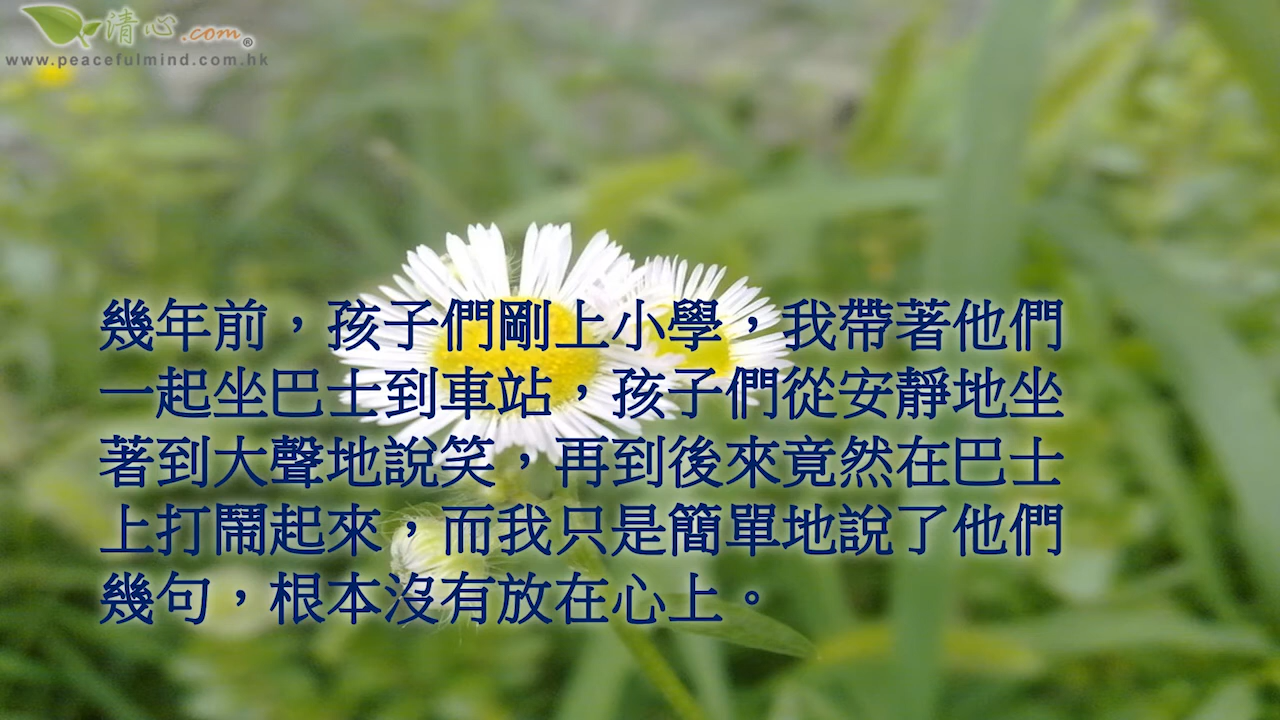 清心.com®
www.peacefulmind.com.hk
幾年前，孩子們剛上小學，我帶著他們
一起坐巴士到車站，孩子們從安靜地坐
著到大聲地說笑，再到後來竟然在巴士
上打鬧起來，而我只是簡單地說了他們
幾句，根本沒有放在心上。